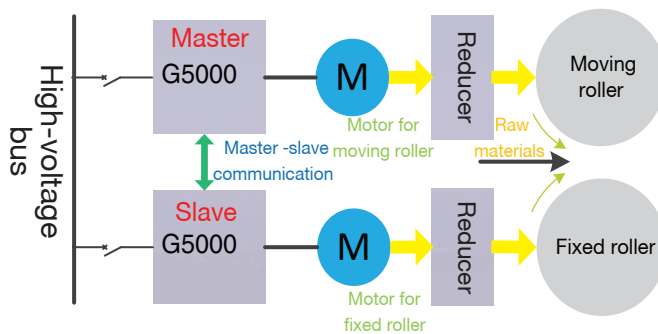 High-voltage
bus
Master
G5000
M
Reducer
Moving
roller
Motor for
moving roller
Raw
materials
Master -slave
communication
Slave
G5000
M
Reducer
Fixed roller
Motor for
fixed roller